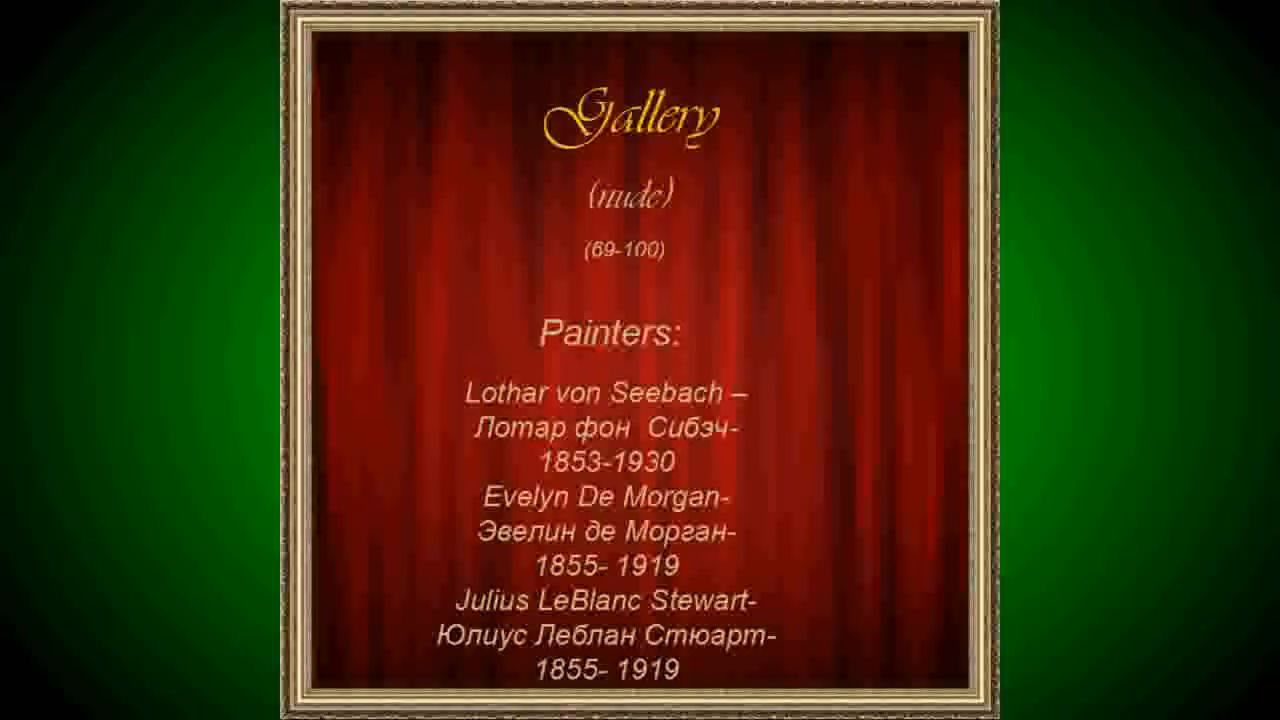 Gallery
(nude)
(69-100)
Painters:
Lothar von Seebach –
Лотар фон Сибэч-
1853-1930
Evelyn De Morgan-
Эвелин де Морган-
1855- 1919
Julius LeBlanc Stewart-
Юлиус Леблан Стюарт-
1855- 1919